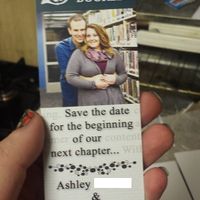 Save the date
for the beginning
of our
next chapter...
Ashley
&